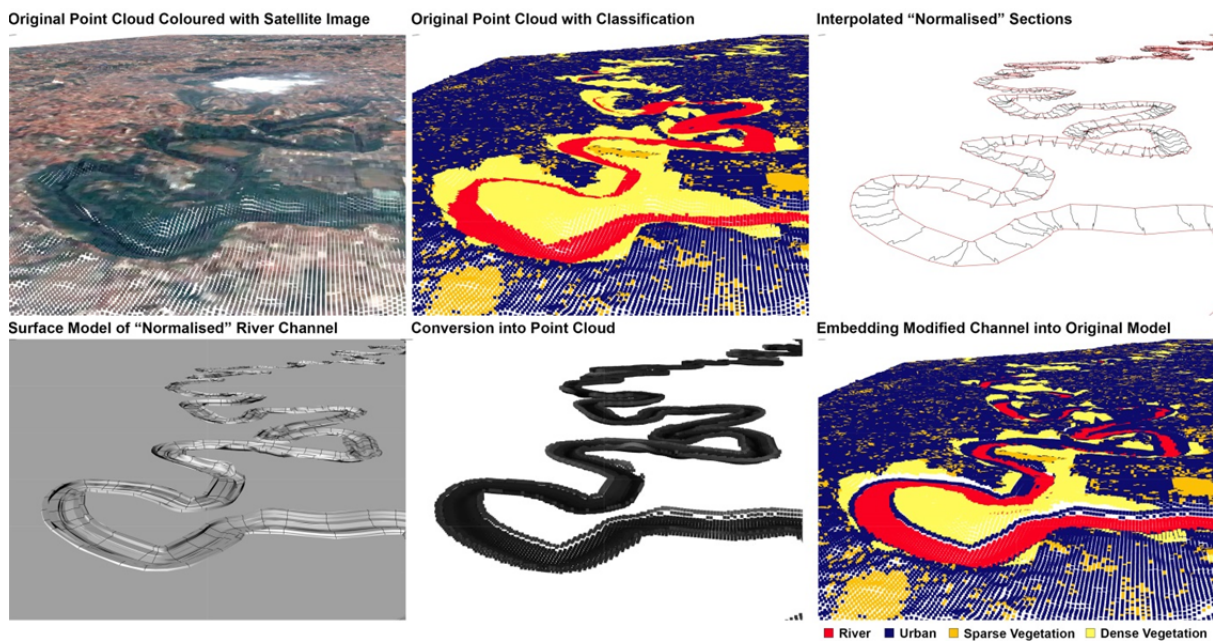 Original Point Cloud Coloured with Satellite Image
Original Point Cloud with Classification
Interpolated “Normalised” Sections
Surface Model of “Normalised” River Channel
Conversion into Point Cloud
Embedding Modified Channel into Original Model
River Urban Sparse Vegetation Dense Vegetation